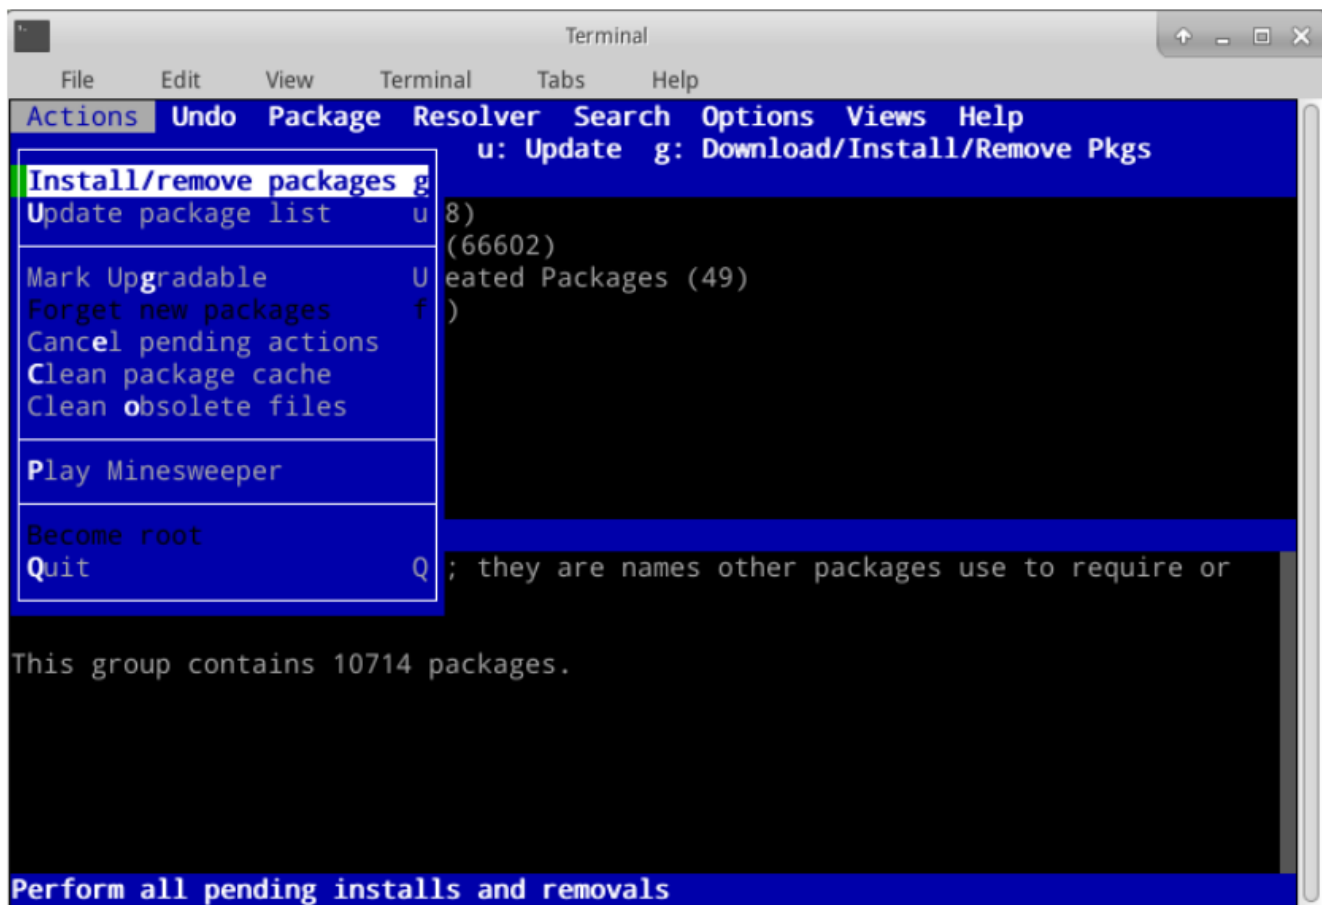 Terminal
File Edit View Terminal Tabs Help
Actions Undo Package Resolver Search Options Views Help
u: Update g: Download/Install/Remove Pkgs
Install/remove packages g
Update package list u 8)
(66602)
Mark Upgradable U eated Packages (49)
Forget new packages f )
Cancel pending actions
Clean package cache
Clean obsolete files
Play Minesweeper
Become root
Quit Q ; they are names other packages use to require or
This group contains 10714 packages.
Perform all pending installs and removals